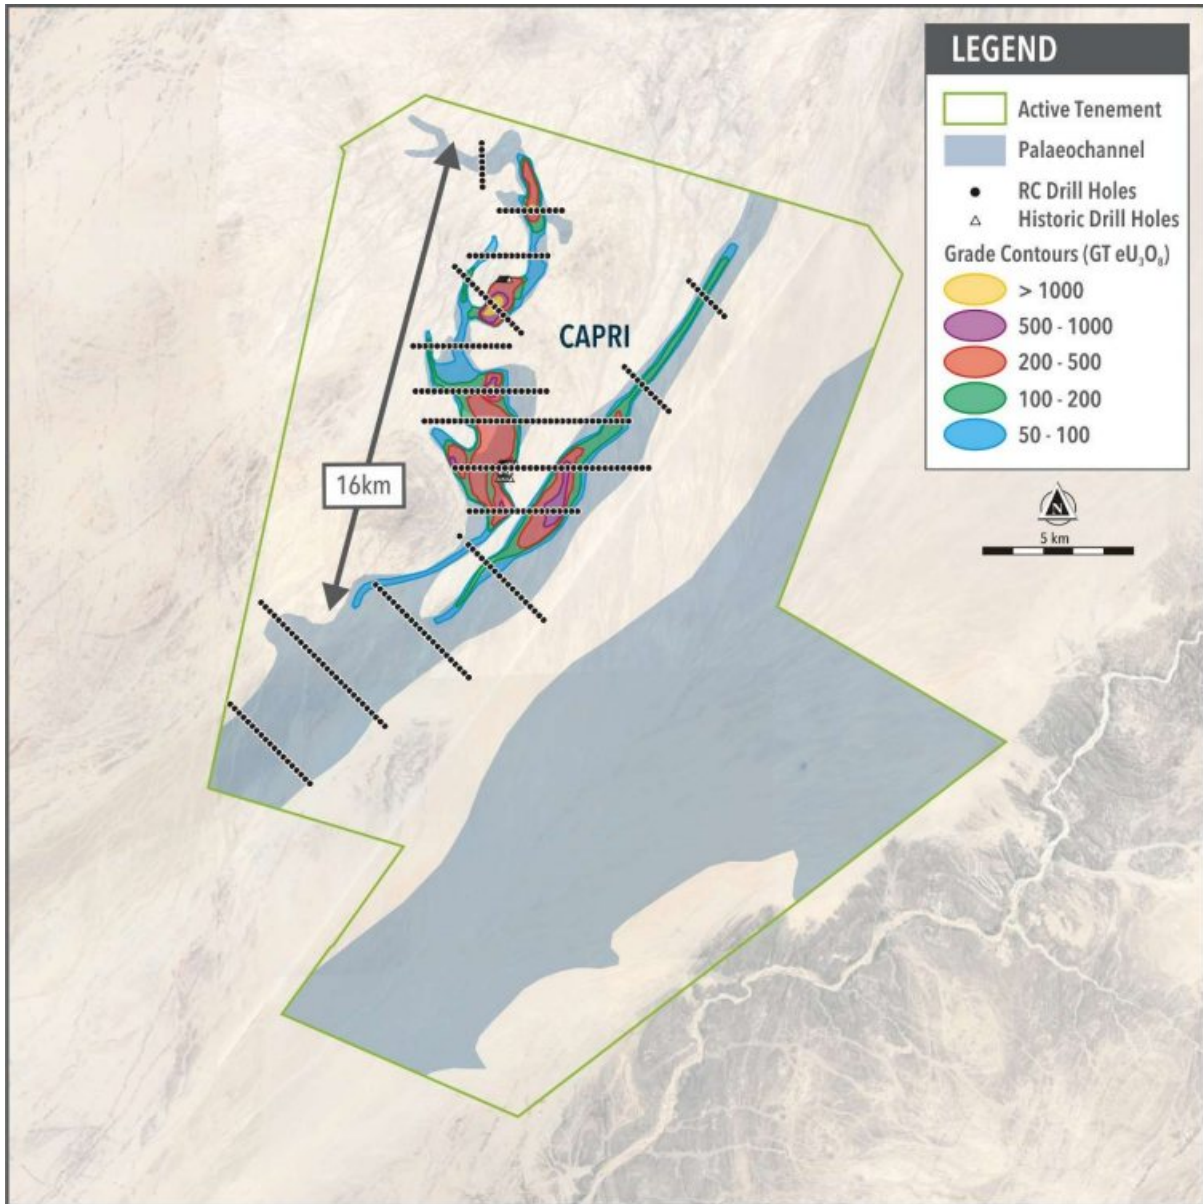 LEGEND
Active Tenement
Palaeochannel
RC Drill Holes
Historic Drill Holes
Grade Contours (GT eU₃O₈)
> 1000
500 - 1000
200 - 500
100 - 200
50 - 100
N
5 km
CAPRI
16km